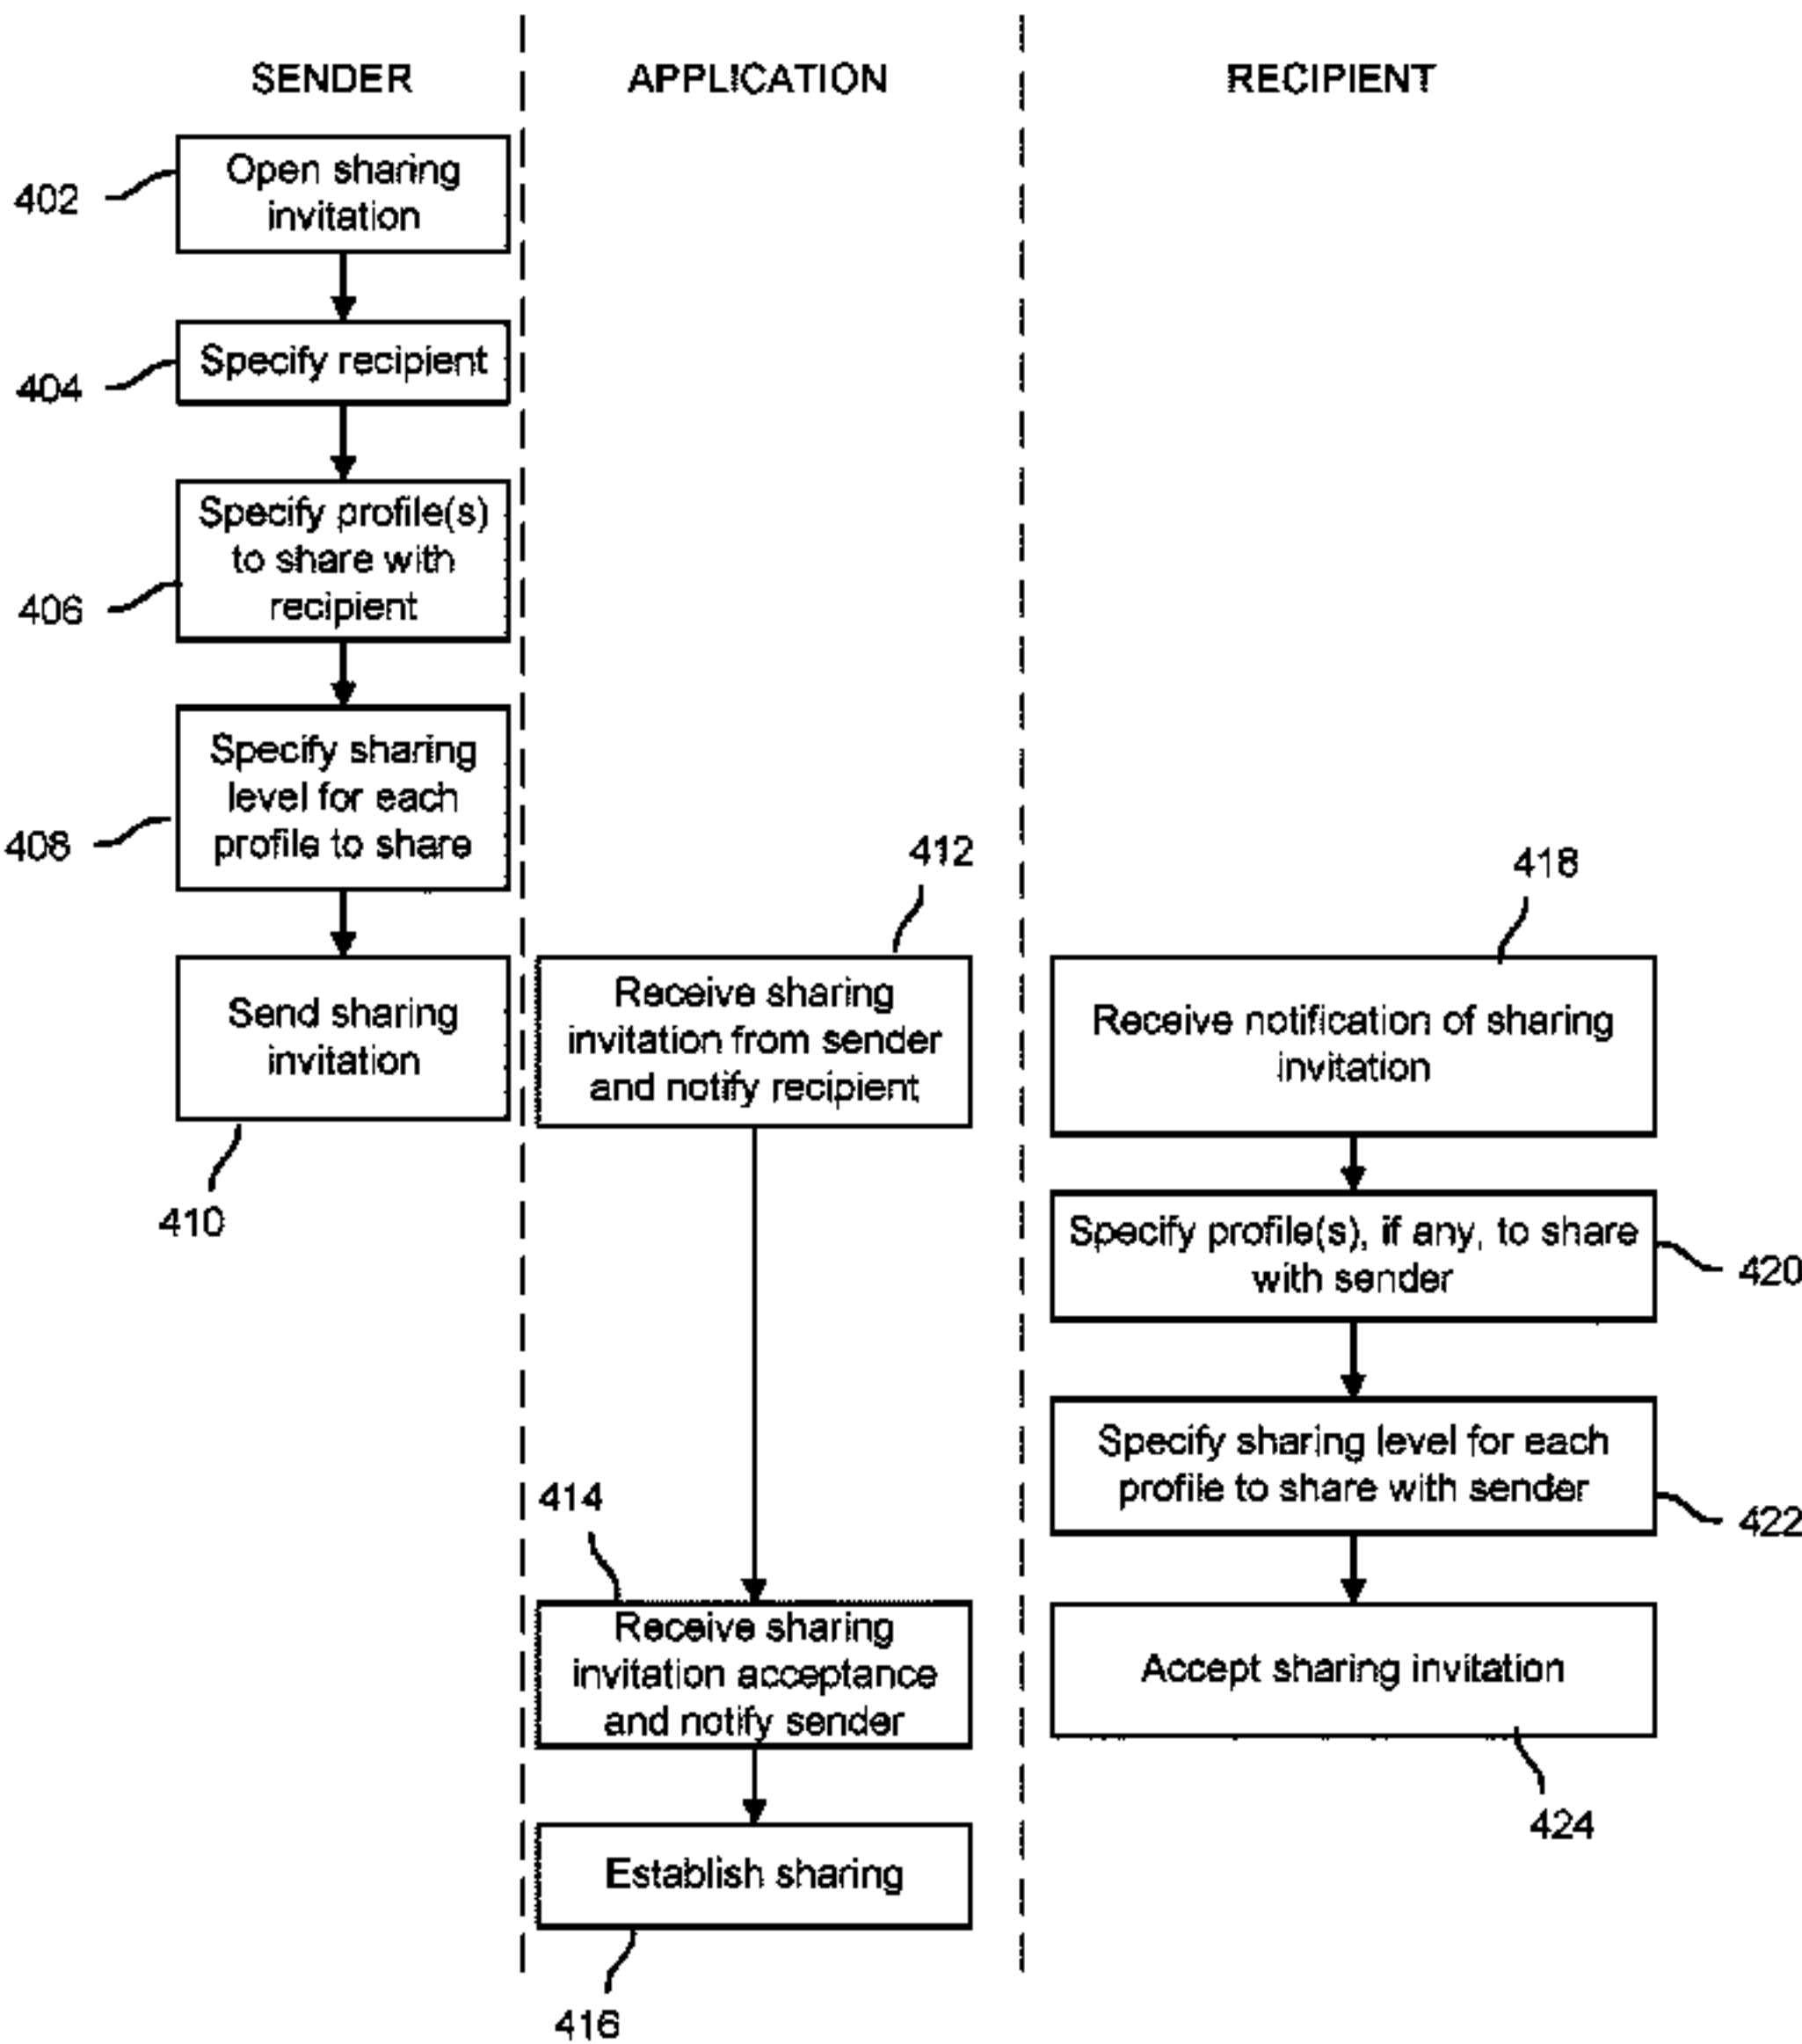 SENDER
APPLICATION
RECIPIENT
402
Open sharing
invitation
404
Specify recipient
406
Specify profile(s)
to share with
recipient
408
Specify sharing
level for each
profile to share
Send sharing
invitation
410
412
Receive sharing
invitation from sender
and notify recipient
414
Receive sharing
invitation acceptance
and notify sender
Establish sharing
416
418
Receive notification of sharing
invitation
Specify profile(s), if any, to share
with sender
420
Specify sharing level for each
profile to share with sender
422
Accept sharing invitation
424